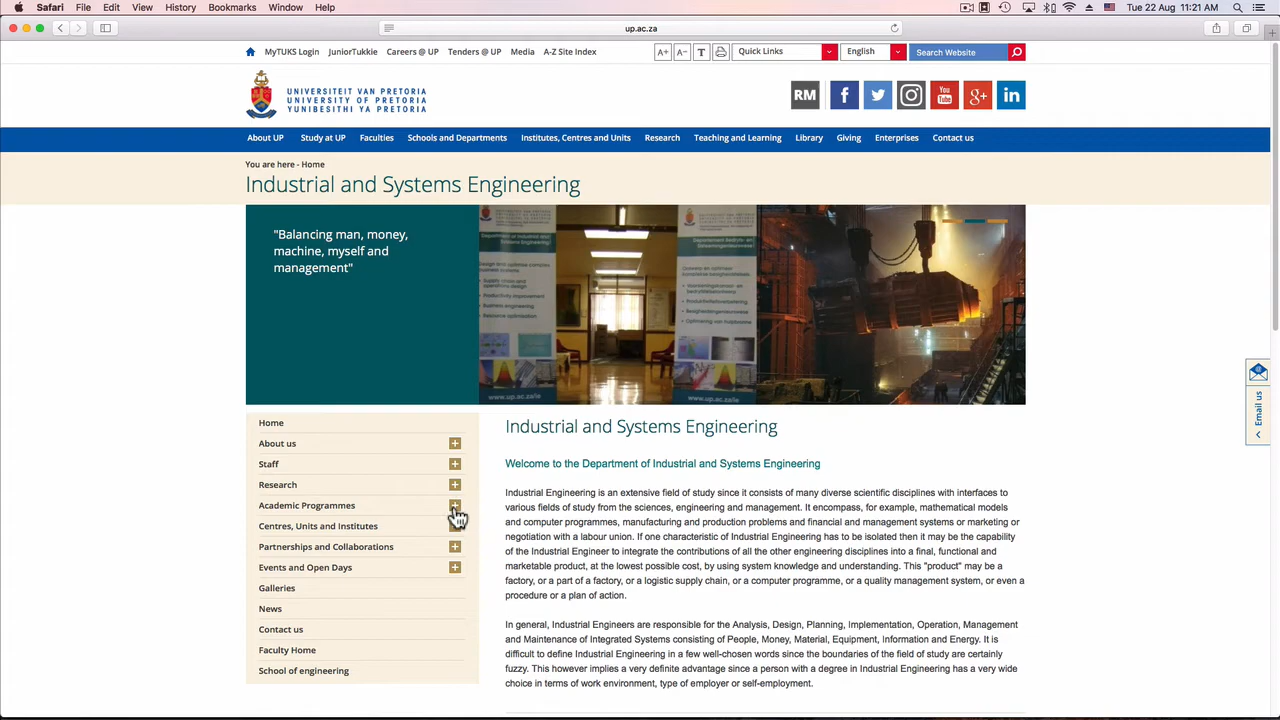 Safari File Edit View History Bookmarks Window Help Tue 22 Aug 11:21 AM
up.ac.za
MyTUKS Login JuniorTukkie Careers @ UP Tenders @ UP Media A-Z Site Index A+ A- T Quick Links English Search Website
UNIVERSITEIT VAN PRETORIA
UNIVERSITY OF PRETORIA
YUNIBESITHI YA PRETORIA
RM f You Tube g+ in
About UP Study at UP Faculties Schools and Departments Institutes, Centres and Units Research Teaching and Learning Library Giving Enterprises Contact us
You are here - Home
Industrial and Systems Engineering
"Balancing man, money,
machine, myself and
management"
www.up.ac.za/ie
Email us
Home
About us
Staff
Research
Academic Programmes
Centres, Units and Institutes
Partnerships and Collaborations
Events and Open Days
Galleries
News
Contact us
Faculty Home
School of engineering
Industrial and Systems Engineering
Welcome to the Department of Industrial and Systems Engineering
Industrial Engineering is an extensive field of study since it consists of many diverse scientific disciplines with interfaces to
various fields of study from the sciences, engineering and management. It encompass, for example, mathematical models
and computer programmes, manufacturing and production problems and financial and management systems or marketing or
negotiation with a labour union. If one characteristic of Industrial Engineering has to be isolated then it may be the capability
of the Industrial Engineer to integrate the contributions of all the other engineering disciplines into a final, functional and
marketable product, at the lowest possible cost, by using system knowledge and understanding. This "product" may be a
factory, or a part of a factory, or a logistic supply chain, or a computer programme, or a quality management system, or even a
procedure or a plan of action.
In general, Industrial Engineers are responsible for the Analysis, Design, Planning, Implementation, Operation, Management
and Maintenance of Integrated Systems consisting of People, Money, Material, Equipment, Information and Energy. It is
difficult to define Industrial Engineering in a few well-chosen words since the boundaries of the field of study are certainly
fuzzy. This however implies a very definite advantage since a person with a degree in Industrial Engineering has a very wide
choice in terms of work environment, type of employer or self-employment.